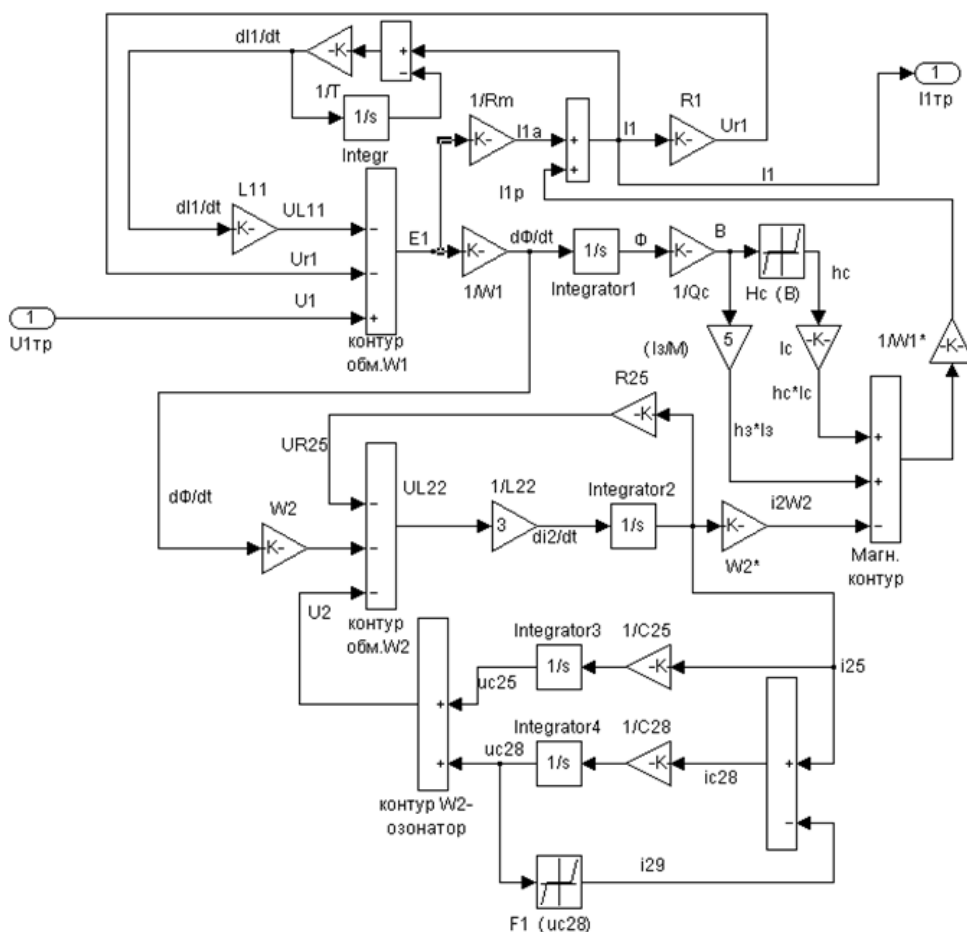 dI1/dt
-K
+
−
1/T
1/s
Integr
1/Rm
K-
I1a
+
+
I1
R1
K-
Ur1
1
I1тр
I1
I1p
L11
dI1/dt
K-
UL11
−
Ur1
−
U1
+
1
U1тр
контур
обм.W1
E1
K-
1/W1
dФ/dt
1/s
Integrator1
Ф
K-
1/Qc
B
Hc (B)
hc
5
(lз/M)
-K-
lc
hc*lc
hз*lз
1/W1*
-K-
+
+
−
Магн.
контур
R25
-K
UR25
UL22
1/L22
3
di2/dt
Integrator2
1/s
K-
W2*
i2W2
dФ/dt
W2
K-
−
−
−
контур
обм.W2
U2
Integrator3
1/s
1/C25
-K
uc25
i25
+
+
контур W2-
озонатор
Integrator4
1/s
1/C28
-K
uc28
ic28
+
−
i29
F1 (uc28)